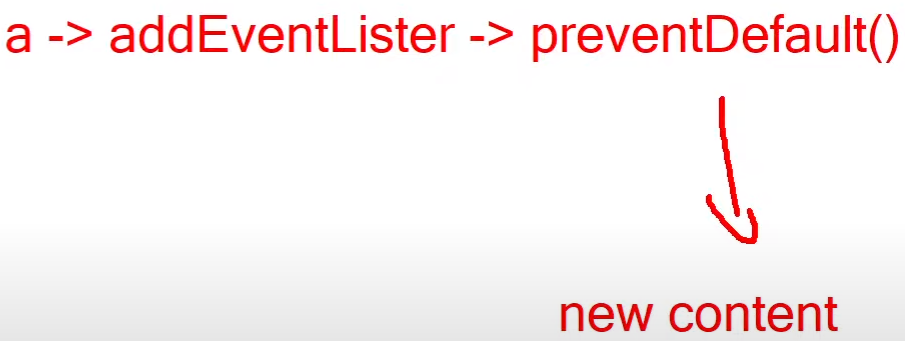 a -> addEventLister -> preventDefault()
new content